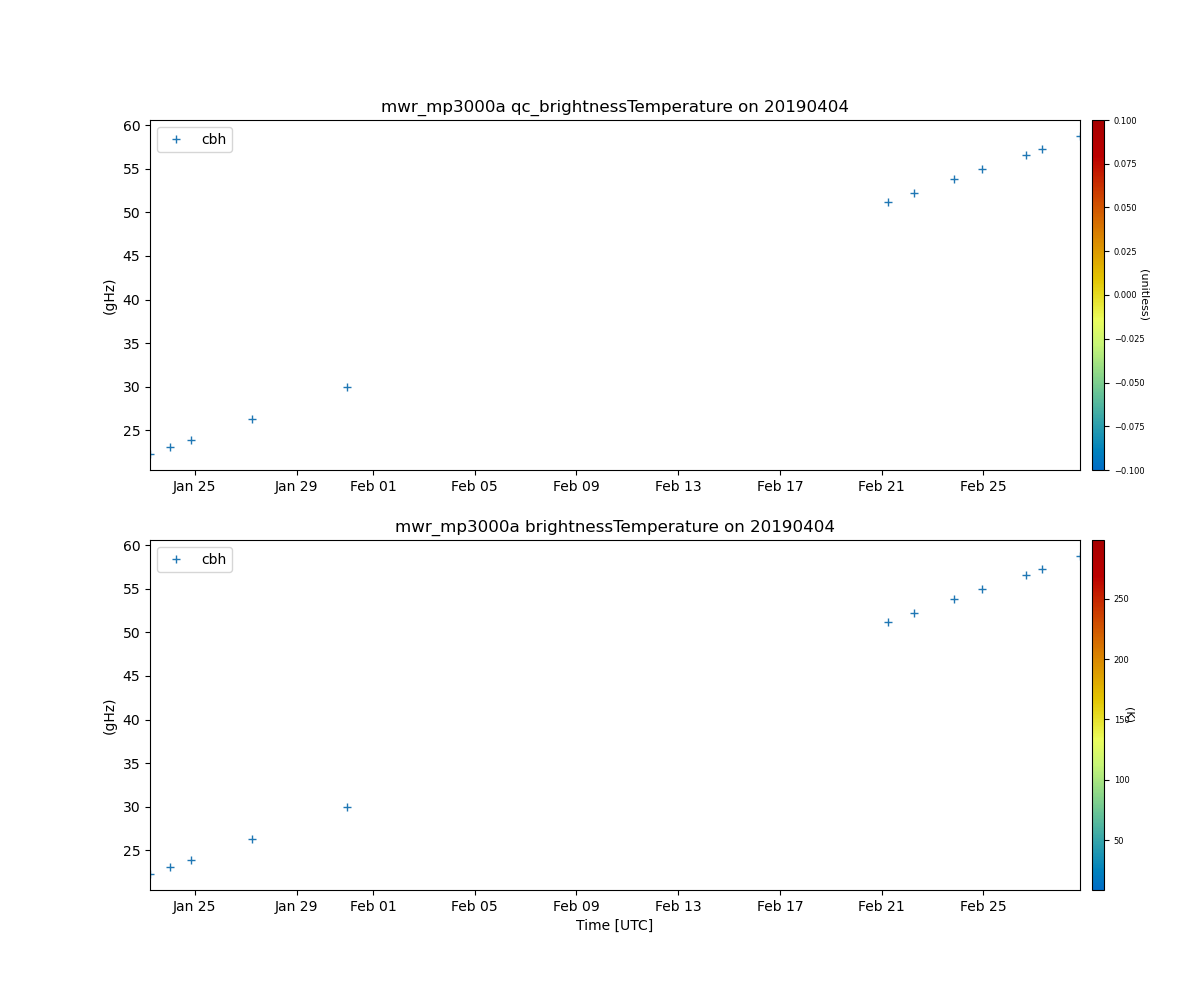 mwr_mp3000a qc_brightnessTemperature on 20190404
cbh
60
55
50
45
40
35
30
25
(gHz)
Jan 25 Jan 29 Feb 01 Feb 05 Feb 09 Feb 13 Feb 17 Feb 21 Feb 25
0.100
0.075
0.050
0.025
0.000
−0.025
−0.050
−0.075
−0.100
(unitless)
mwr_mp3000a brightnessTemperature on 20190404
cbh
60
55
50
45
40
35
30
25
(gHz)
Jan 25 Jan 29 Feb 01 Feb 05 Feb 09 Feb 13 Feb 17 Feb 21 Feb 25
Time [UTC]
250
200
150
100
50
(K)